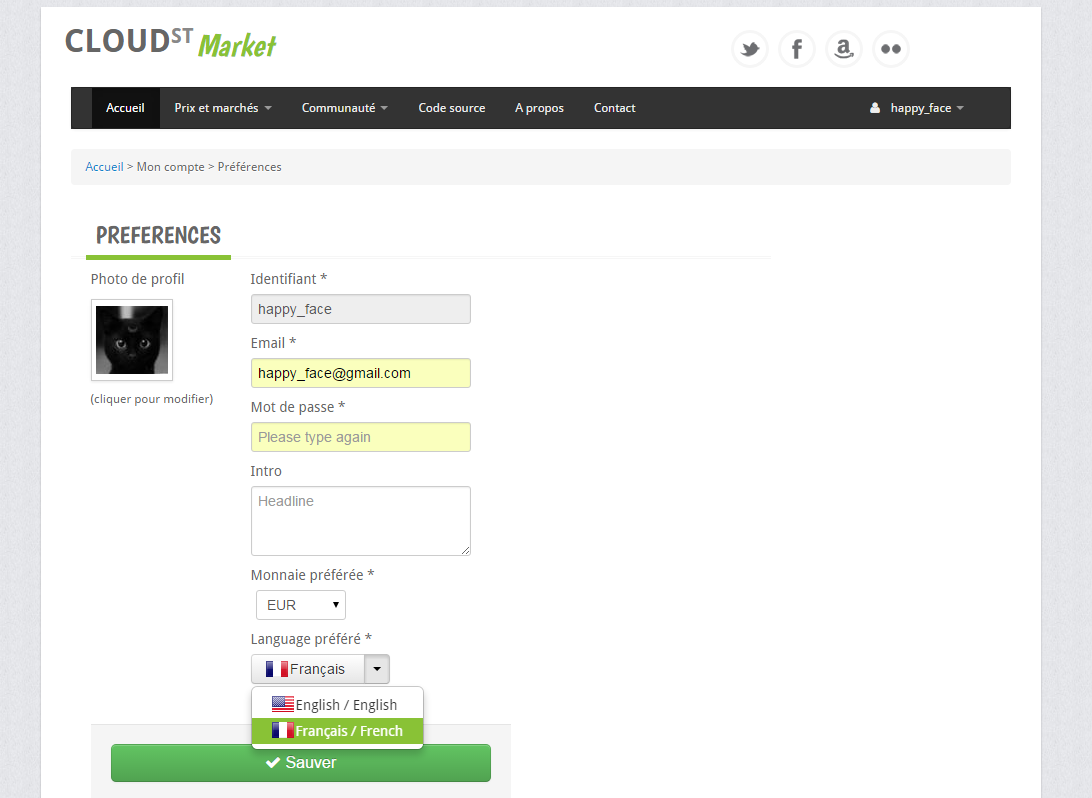 CLOUDST Market
Accueil Prix et marchés Communauté Code source A propos Contact happy_face
Accueil > Mon compte > Préférences
PREFERENCES
Photo de profil
(cliquer pour modifier)
Identifiant *
happy_face
Email *
happy_face@gmail.com
Mot de passe *
Please type again
Intro
Headline
Monnaie préférée *
EUR
Language préféré *
Français
English / English
Français / French
Sauver